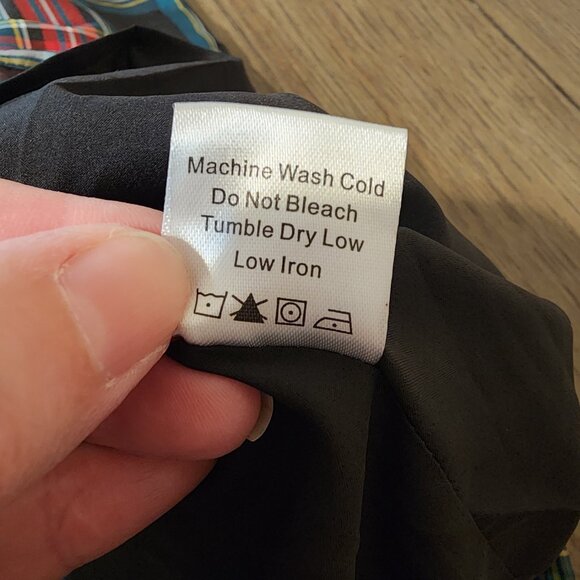 Machine Wash Cold
Do Not Bleach
Tumble Dry Low
Low Iron